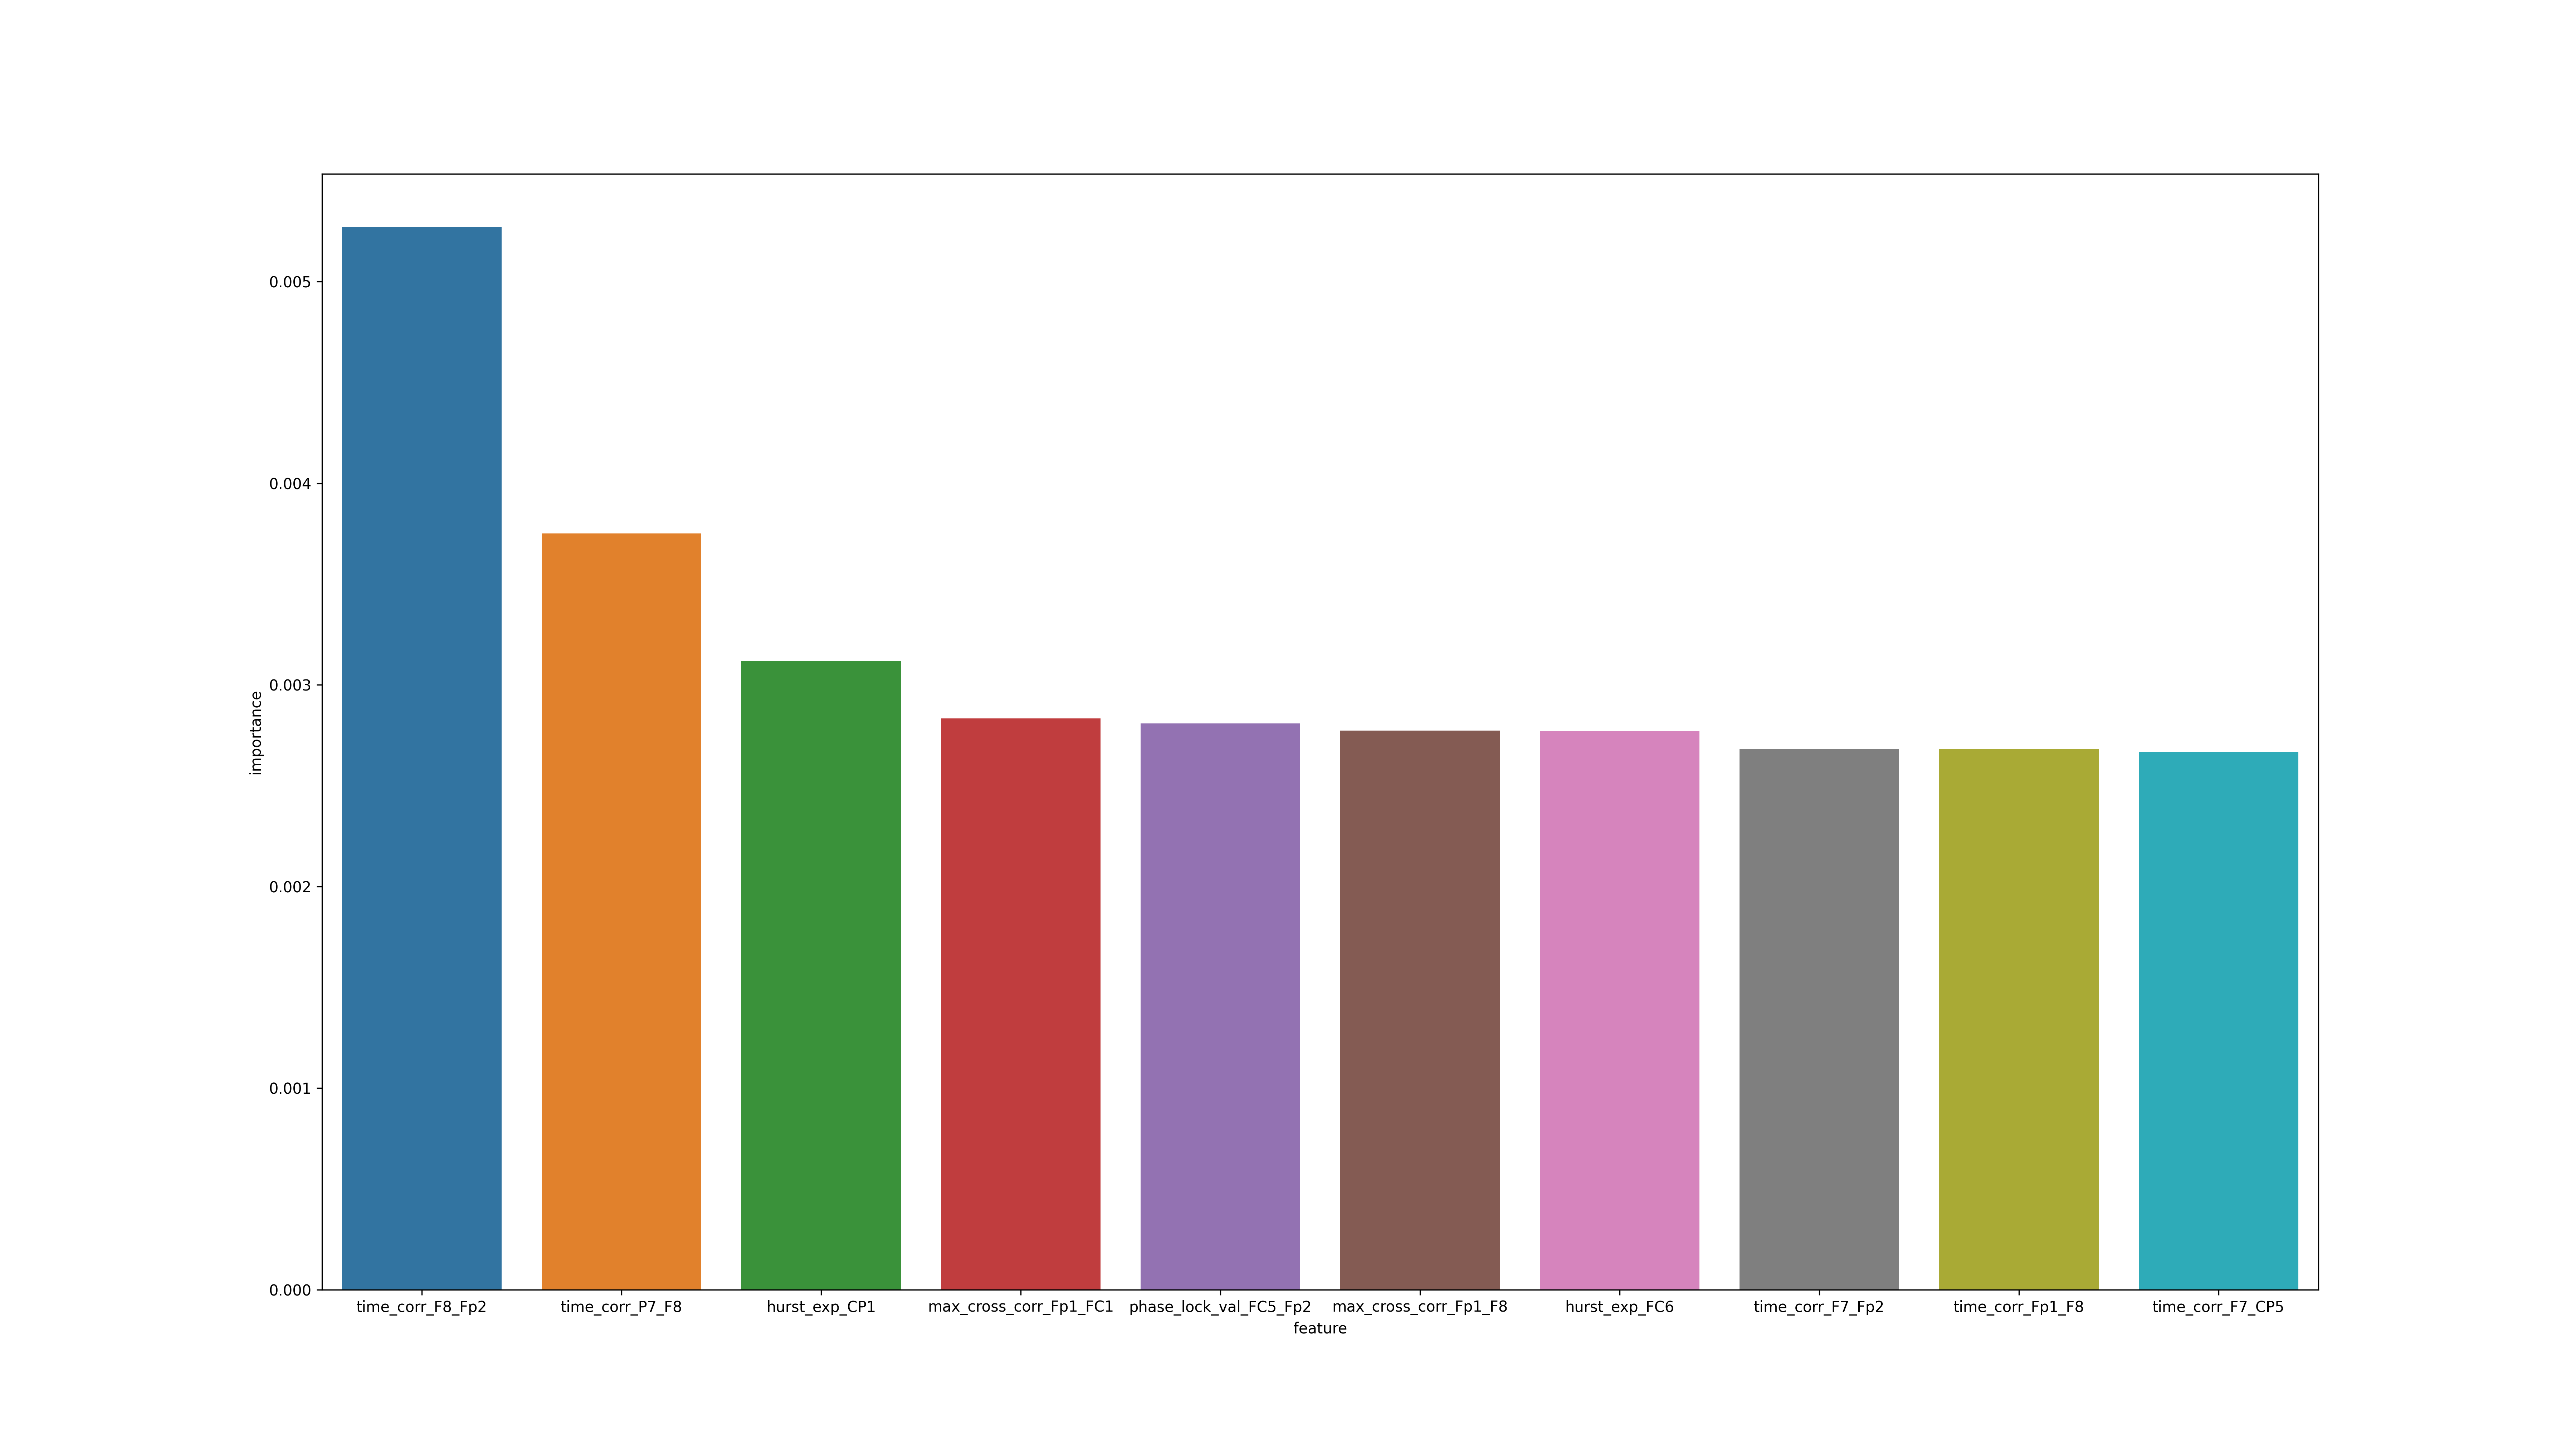 0.005
0.004
0.003
0.002
0.001
0.000
importance
time_corr_F8_Fp2
time_corr_P7_F8
hurst_exp_CP1
max_cross_corr_Fp1_FC1
phase_lock_val_FC5_Fp2
max_cross_corr_Fp1_F8
hurst_exp_FC6
time_corr_F7_Fp2
time_corr_Fp1_F8
time_corr_F7_CP5
feature